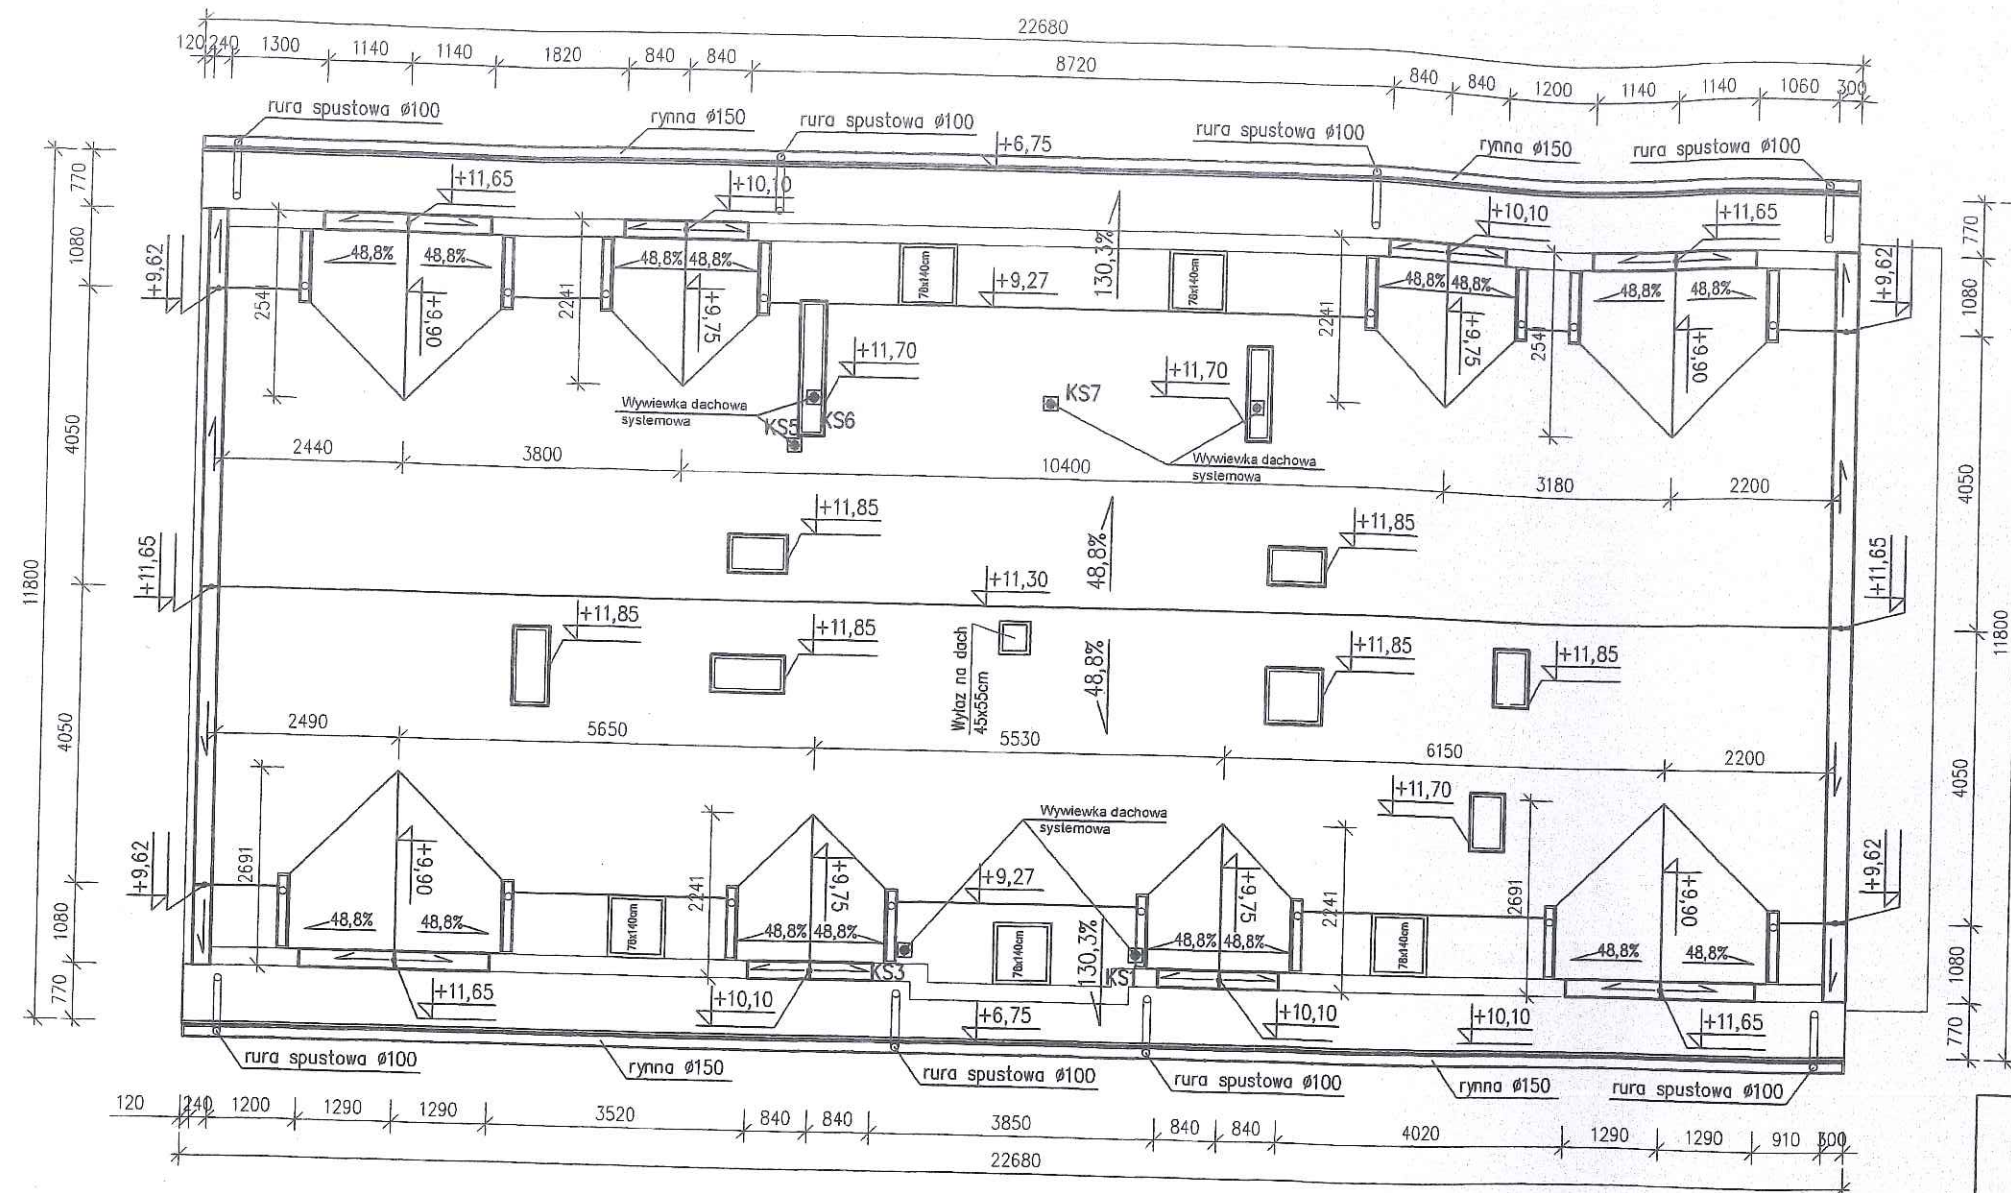 22680
120 240 1300 1140 1140 1820 840 840 8720 840 840 1200 1140 1140 1060 300
rura spustowa ø100
rynna ø150
rura spustowa ø100
+6,75
rura spustowa ø100
rynna ø150
rura spustowa ø100
770
1080
4050
4050
1080
770
11800
+11,65
+10,10
+10,10
+11,65
770
1080
4050
4050
1080
770
11800
+9,62
48,8%
48,8%
48,8%
48,8%
130,3%
48,8%
48,8%
48,8%
48,8%
+9,62
2541
+9,90
2241
+9,75
78x140cm
+9,27
78x140cm
2241
+9,75
2541
+9,90
+11,70
+11,70
Wywiewka dachowa
systemowa
KS5
KS6
KS7
Wywiewka dachowa
systemowa
2440 3800 10400 3180 2200
+11,85
+11,85
48,8%
+11,65
+11,30
+11,65
+11,85
+11,85
Wyłaz na dach
45x55cm
48,8%
+11,85
+11,85
2490 5650 5530 6150 2200
+11,70
Wywiewka dachowa
systemowa
+9,62
2691
+9,90
2241
+9,75
+9,27
+9,75
2241
2691
+9,90
+9,62
48,8%
48,8%
78x140cm
48,8%
48,8%
78x140cm
130,3%
48,8%
48,8%
78x140cm
48,8%
48,8%
KS3
KS1
+11,65
+10,10
+6,75
+10,10
+10,10
+11,65
rura spustowa ø100
rynna ø150
rura spustowa ø100
rura spustowa ø100
rynna ø150
rura spustowa ø100
120 240 1200 1290 1290 3520 840 840 3850 840 840 4020 1290 1290 910 300
22680